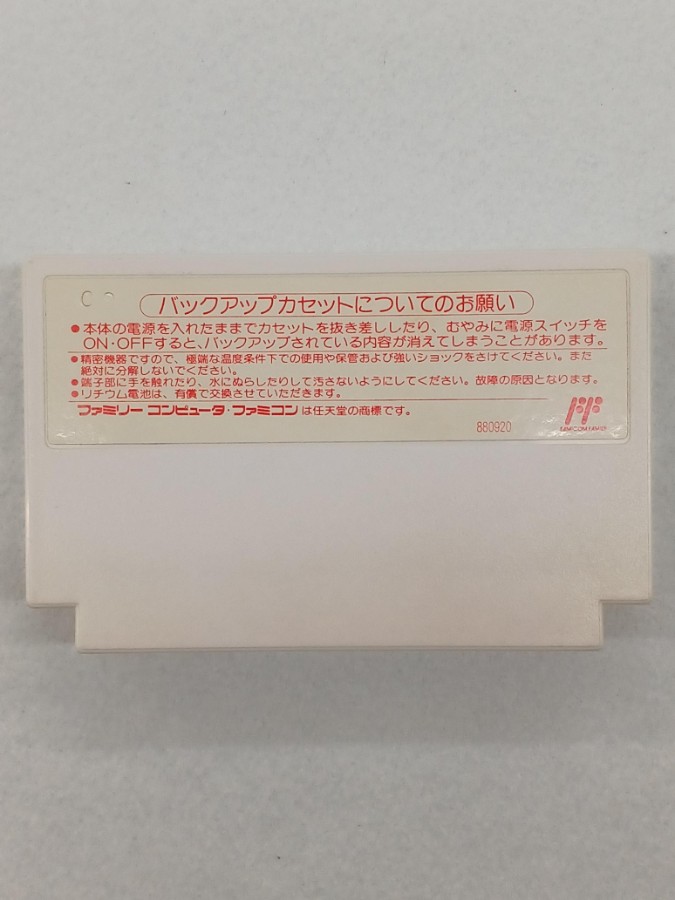 バックアップカセットについてのお願い
●本体の電源を入れたままでカセットを抜き差ししたり、むやみに電源スイッチを
ON・OFFすると、バックアップされている内容が消えてしまうことがあります。
●精密機器ですので、極端な温度条件下での使用や保管および強いショックをさけてください。また
絶対に分解しないでください。
●端子部に手を触れたり、水にぬらしたりして汚さないようにしてください。故障の原因となります。
●リチウム電池は、有償で交換させていただきます。
ファミリー コンピュータ・ファミコンは任天堂の商標です。
880920
FAMICOM FAMILY